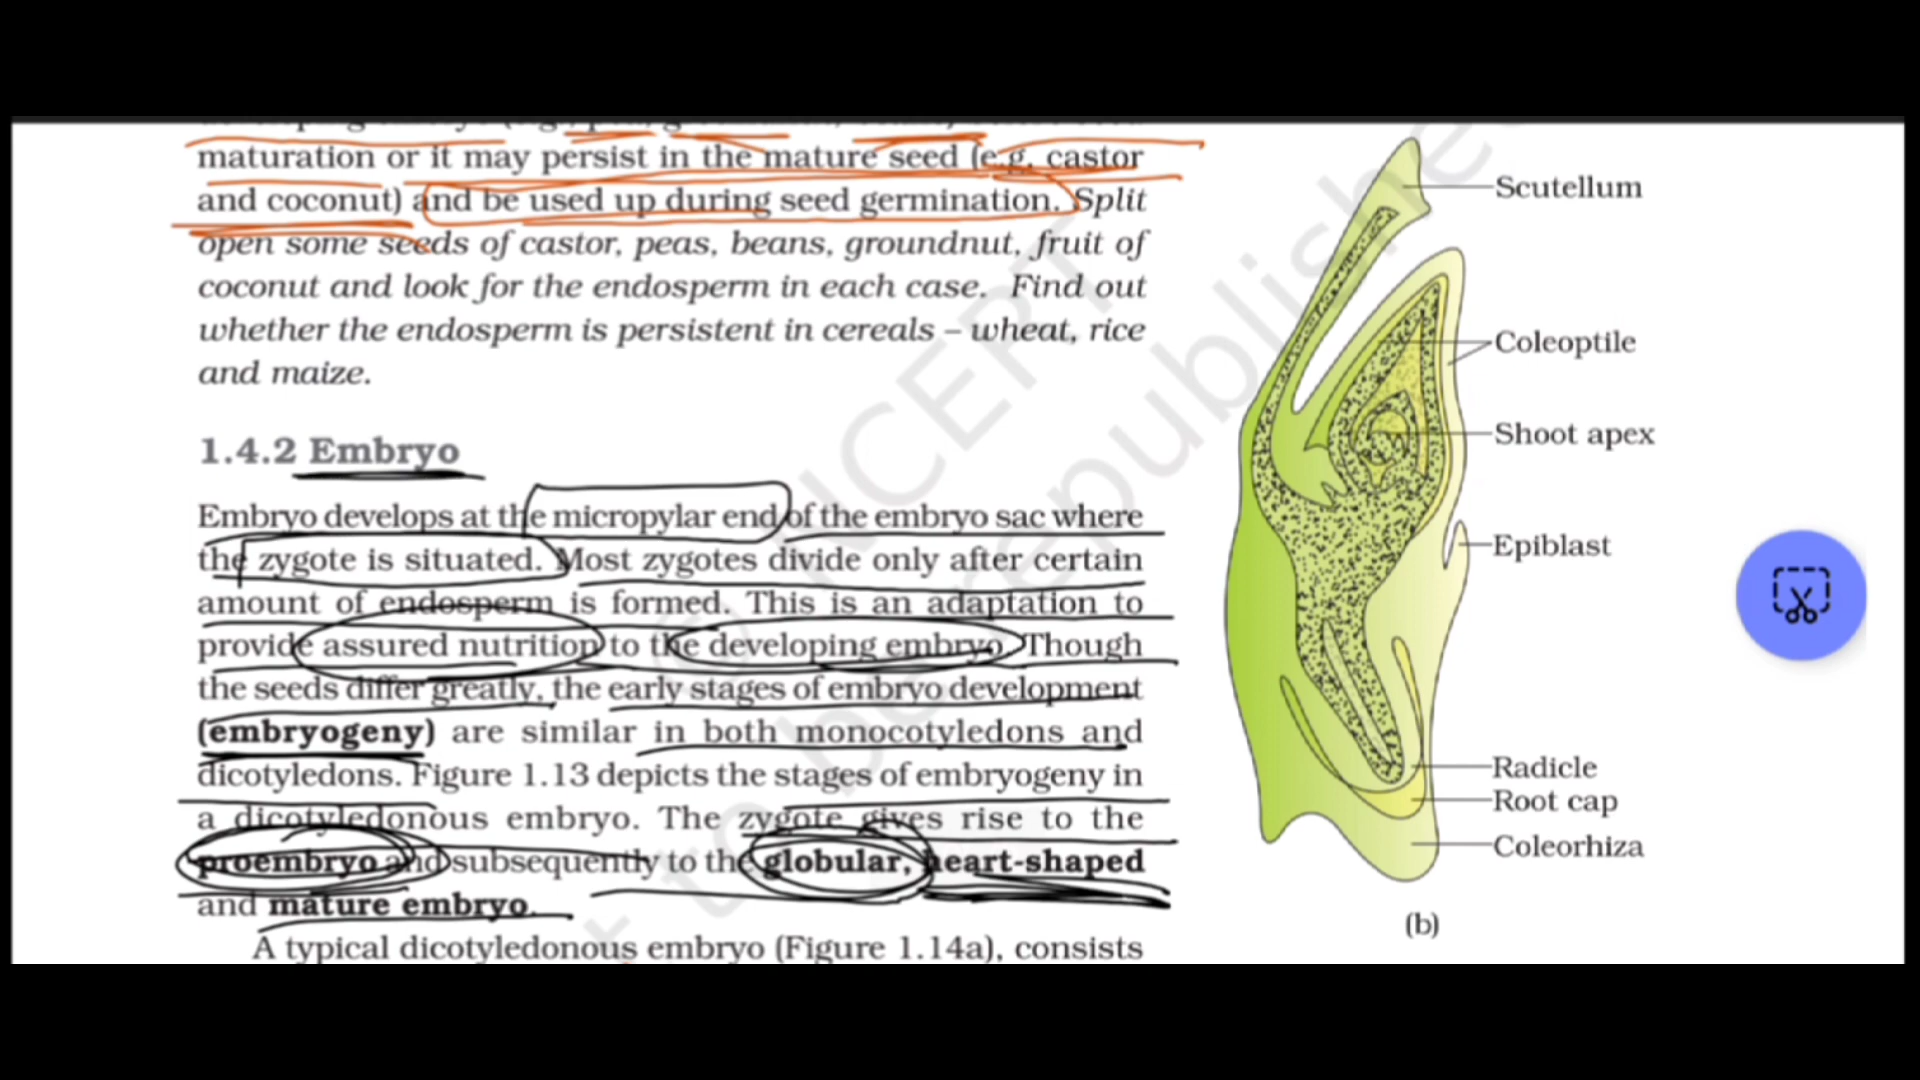 maturation or it may persist in the mature seed (e.g. castor
and coconut) and be used up during seed germination. Split
open some seeds of castor, peas, beans, groundnut, fruit of
coconut and look for the endosperm in each case. Find out
whether the endosperm is persistent in cereals – wheat, rice
and maize.
1.4.2 Embryo
Embryo develops at the micropylar end of the embryo sac where
the zygote is situated. Most zygotes divide only after certain
amount of endosperm is formed. This is an adaptation to
provide assured nutrition to the developing embryo. Though
the seeds differ greatly, the early stages of embryo development
(embryogeny) are similar in both monocotyledons and
dicotyledons. Figure 1.13 depicts the stages of embryogeny in
a dicotyledonous embryo. The zygote gives rise to the
proembryo and subsequently to the globular, heart-shaped
and mature embryo.
A typical dicotyledonous embryo (Figure 1.14a), consists
Scutellum
Coleoptile
Shoot apex
Epiblast
Radicle
Root cap
Coleorhiza
(b)
© NCERT
to be republished